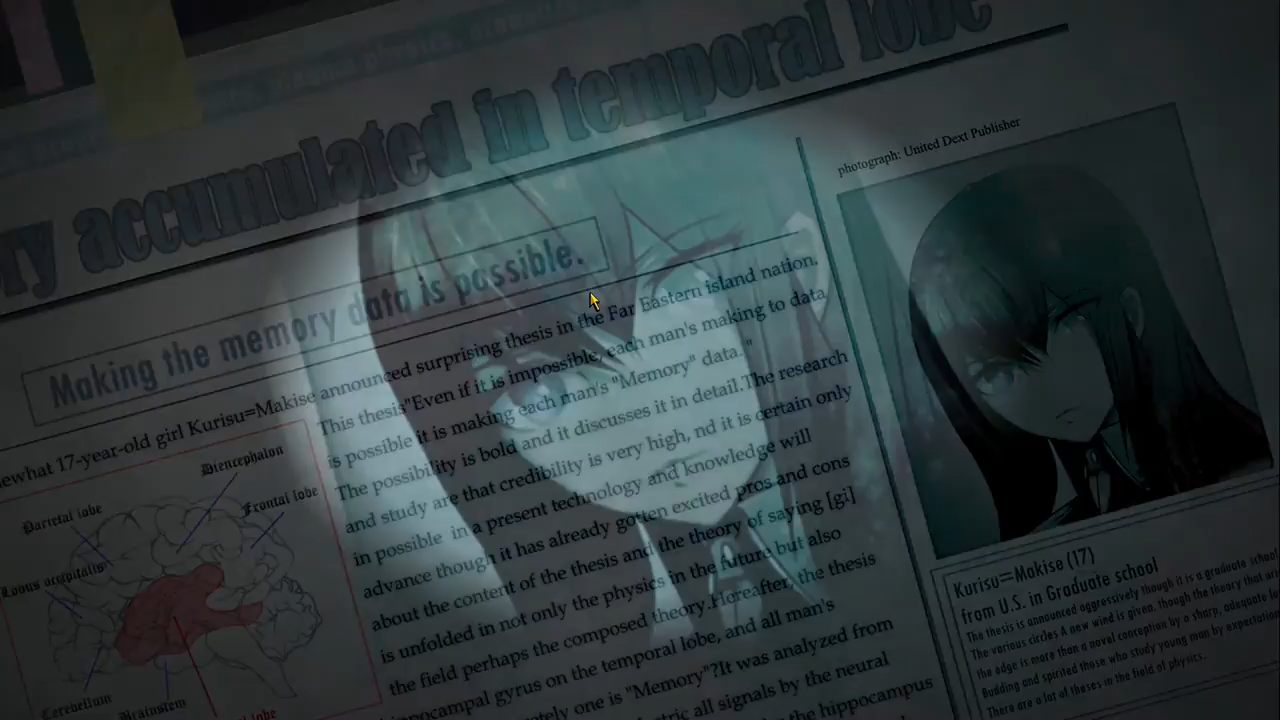 ry accumulated in temporal lobe
Making the memory data is possible.
photograph: United Dext Publisher
ewhat 17-year-old girl Kurisu=Makise announced surprising thesis in the Far Eastern island nation.
This thesis"Even if it is impossible, each man's making to data
is possible it is making each man's "Memory" data."
The possibility is bold and it discusses it in detail.The research
and study are that credibility is very high, nd it is certain only
in possible in a present technology and knowledge will
advance though it has already gotten excited pros and cons
about the content of the thesis and the theory of saying [gi]
is unfolded in not only the physics in the future but also
the field perhaps the composed theory.Hereafter, the thesis
hippocampal gyrus on the temporal lobe, and all man's
ately one is "Memory"?It was analyzed from
tric all signals by the neural
the hippocampus
Diencephalon
Parietal lobe
Frontal lobe
Loous orcipitalis
Cerebellum
Brainstem
lobe
Kurisu=Makise (17)
from U.S. in Graduate school
The thesis is announced aggressively though it is a graduate school
The various circles A new wind is given, though the theory that
the edge is more than a novel conruption by a sharp, adequate
Budding and spirited those who study young man by expectation
There are a lot of theses in the field of physics.